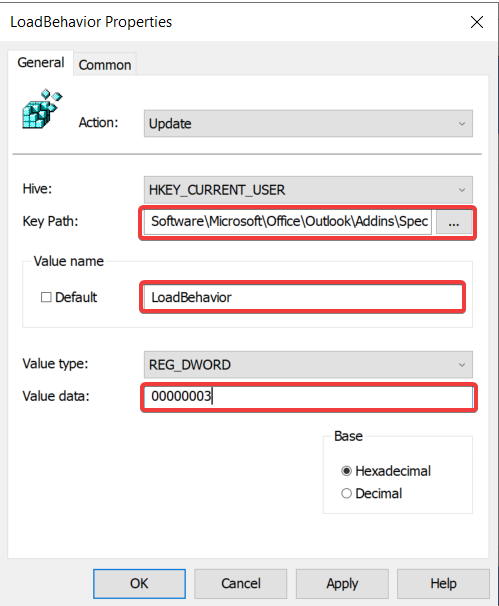 LoadBehavior Properties
General
Common
Action:
Update
Hive:
HKEY_CURRENT_USER
Key Path:
Software\Microsoft\Office\Outlook\Addins\Spec
...
Value name
Default
LoadBehavior
Value type:
REG_DWORD
Value data:
00000003
Base
Hexadecimal
Decimal
OK
Cancel
Apply
Help